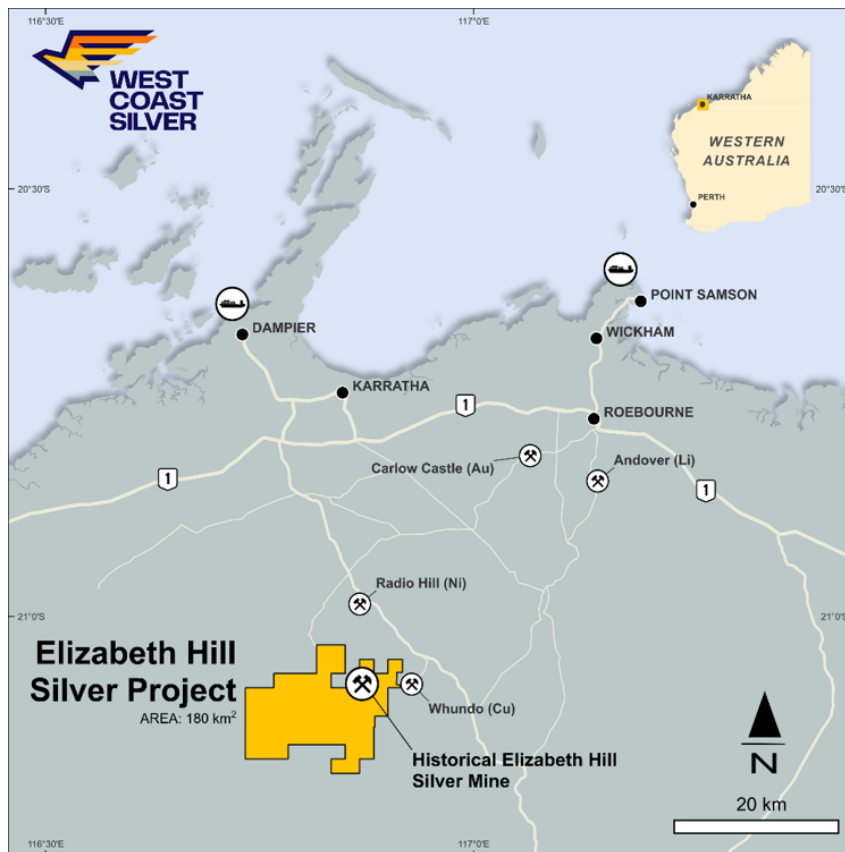 116°30'E
117°0'E
WEST
COAST
SILVER
KARRATHA
WESTERN
AUSTRALIA
PERTH
20°30'S
20°30'S
POINT SAMSON
DAMPIER
WICKHAM
KARRATHA
1
ROEBOURNE
Carlow Castle (Au)
Andover (Li)
1
1
Radio Hill (Ni)
21°0'S
21°0'S
Elizabeth Hill
Silver Project
AREA: 180 km²
Whundo (Cu)
Historical Elizabeth Hill
Silver Mine
N
20 km
116°30'E
117°0'E